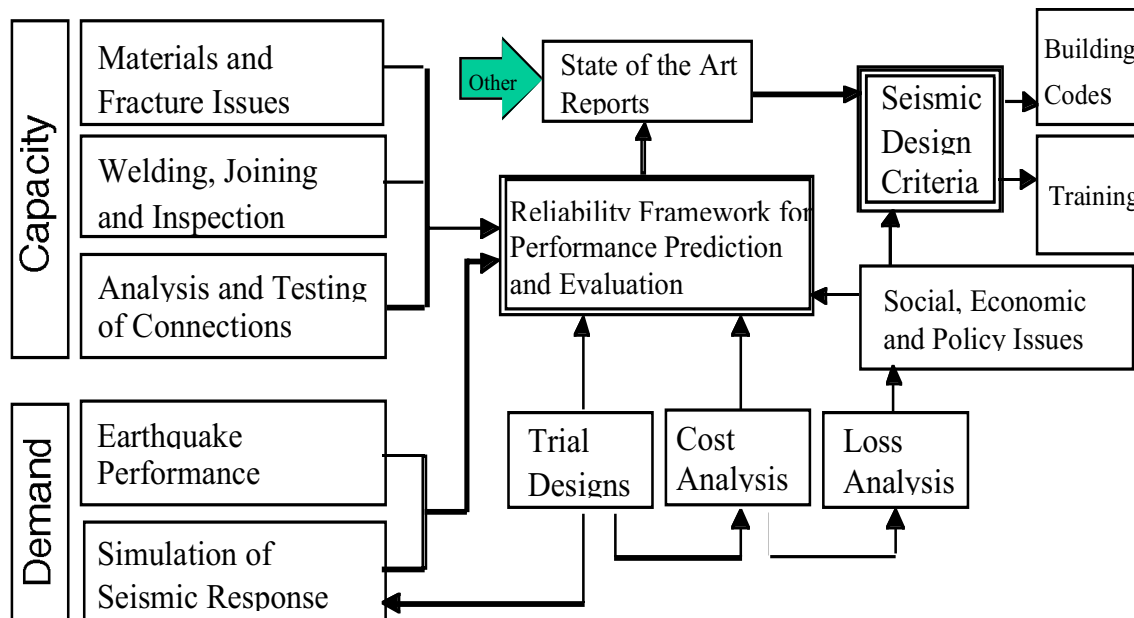 Capacity
Materials and
Fracture Issues
Welding, Joining
and Inspection
Analysis and Testing
of Connections
Demand
Earthquake
Performance
Simulation of
Seismic Response
Other
State of the Art
Reports
Reliability Framework for
Performance Prediction
and Evaluation
Trial
Designs
Cost
Analysis
Loss
Analysis
Seismic
Design
Criteria
Social, Economic
and Policy Issues
Building
Codes
Training